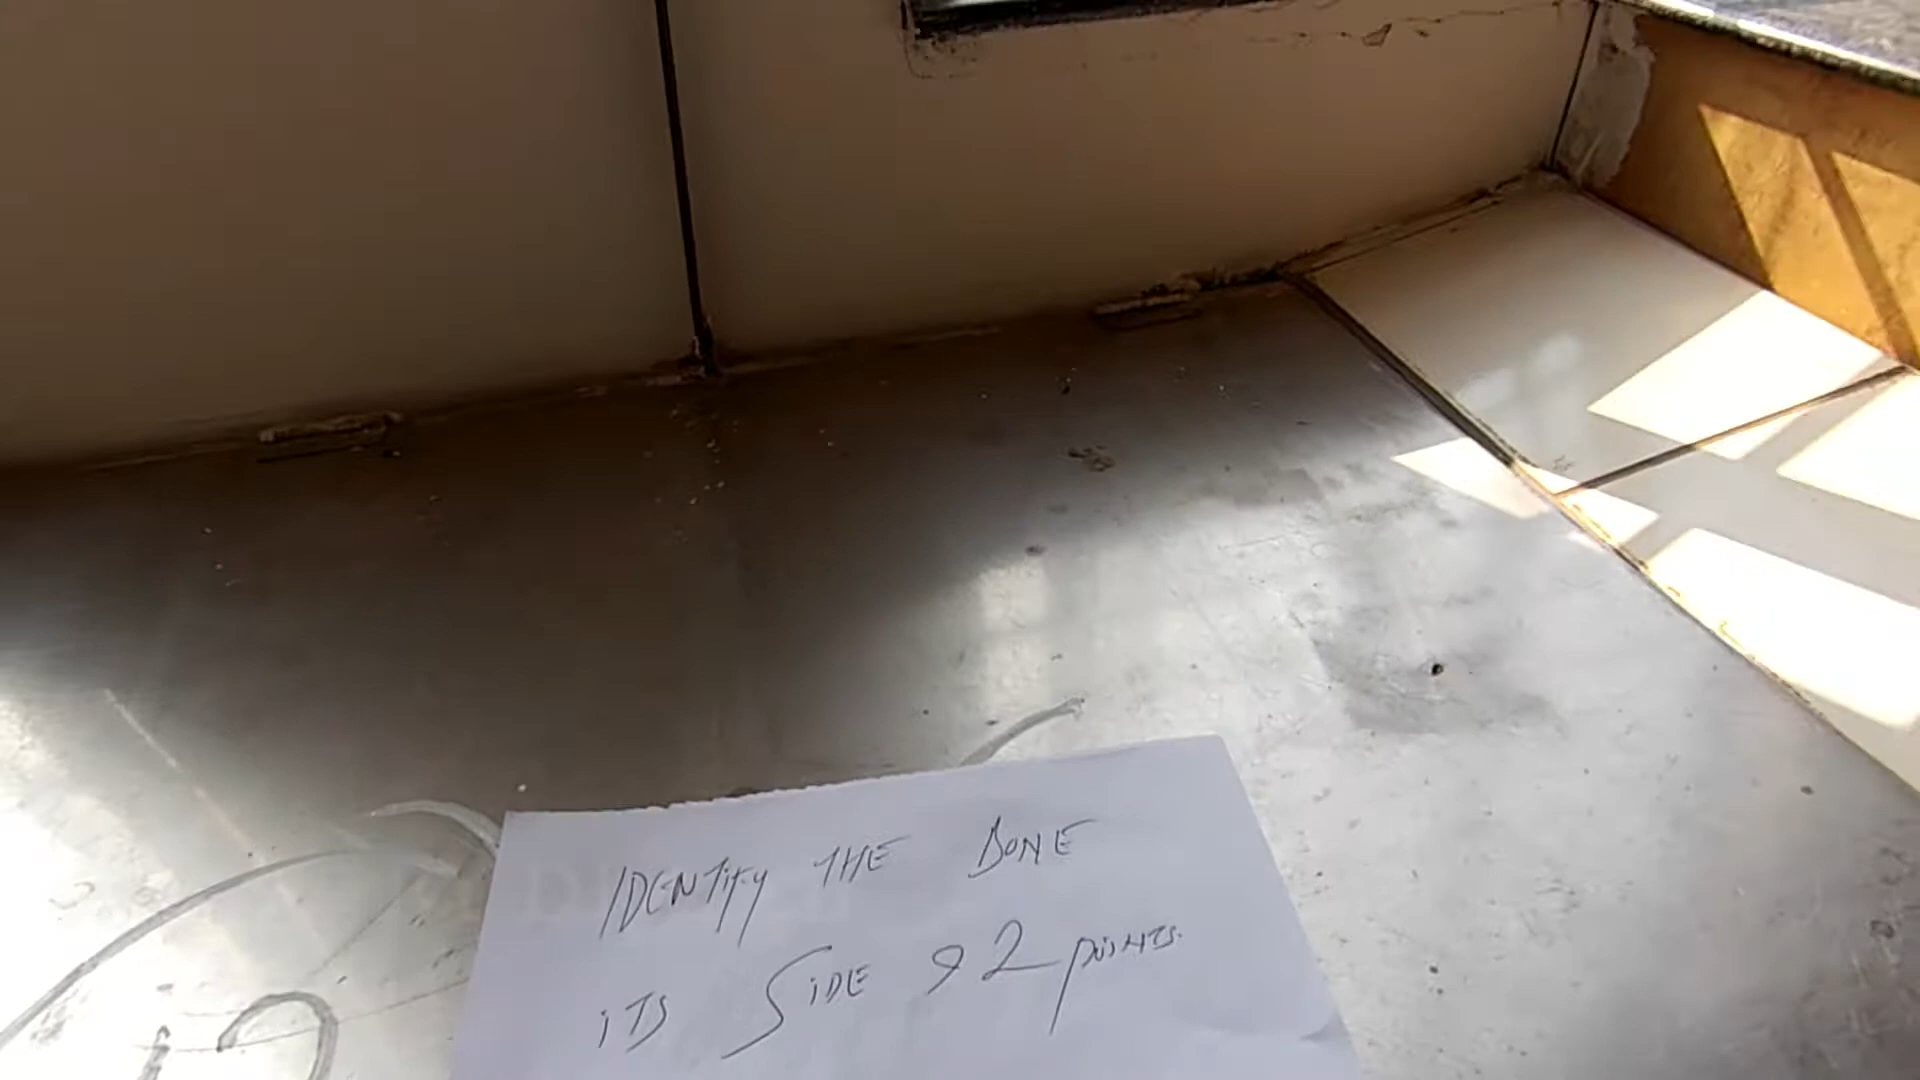 IDENTIFY THE BONE
ITS SIDE & 2 POINTS.